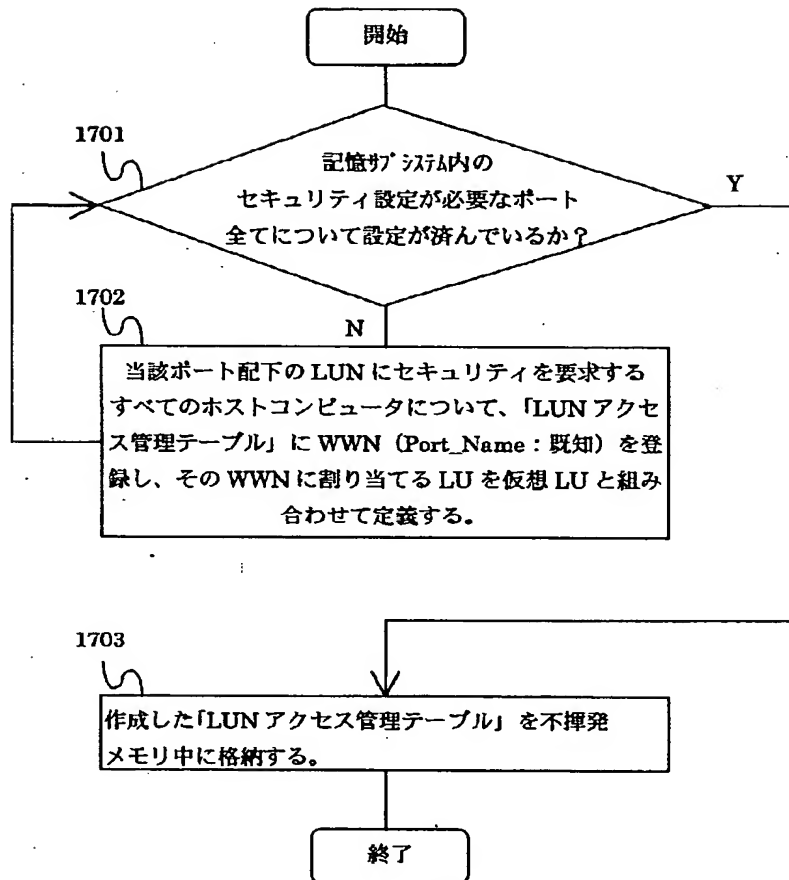 開始
1701
記憶ｻﾌﾞｼｽﾃﾑ内の
セキュリティ設定が必要なポート
全てについて設定が済んでいるか？
Y
1702
N
当該ポート配下の LUN にセキュリティを要求する
すべてのホストコンピュータについて、「LUN アクセ
ス管理テーブル」に WWN（Port_Name：既知）を登
録し、その WWN に割り当てる LU を仮想 LU と組み
合わせて定義する。
1703
作成した「LUN アクセス管理テーブル」を不揮発
メモリ中に格納する。
終了